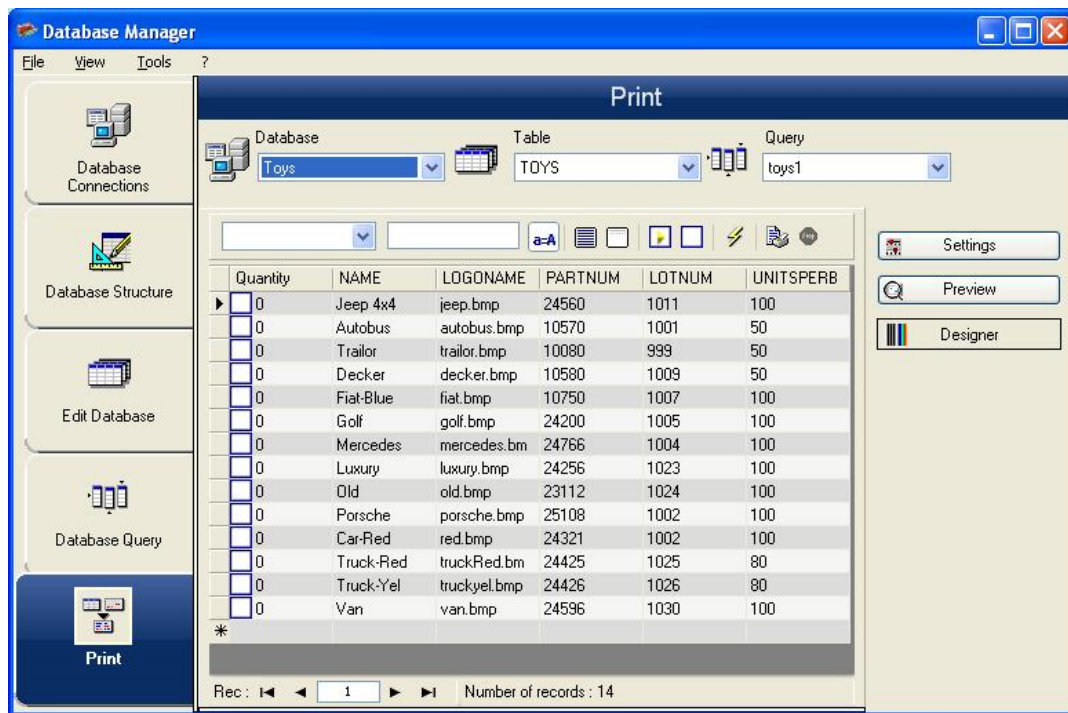 Database Manager
File View Tools ?
Database Connections
Database Structure
Edit Database
Database Query
Print
Print
Database Table Query
Toys TOYS toys1
a=A Stop
Settings
Preview
Designer
Quantity NAME LOGONAME PARTNUM LOTNUM UNITSPERB
0 Jeep 4x4 jeep.bmp 24560 1011 100
0 Autobus autobus.bmp 10570 1001 50
0 Trailor trailor.bmp 10080 999 50
0 Decker decker.bmp 10580 1009 50
0 Fiat-Blue fiat.bmp 10750 1007 100
0 Golf golf.bmp 24200 1005 100
0 Mercedes mercedes.bm 24766 1004 100
0 Luxury luxury.bmp 24256 1023 100
0 Old old.bmp 23112 1024 100
0 Porsche porsche.bmp 25108 1002 100
0 Car-Red red.bmp 24321 1002 100
0 Truck-Red truckRed.bm 24425 1025 80
0 Truck-Yel truckyel.bmp 24426 1026 80
0 Van van.bmp 24596 1030 100
Rec : 1 Number of records : 14